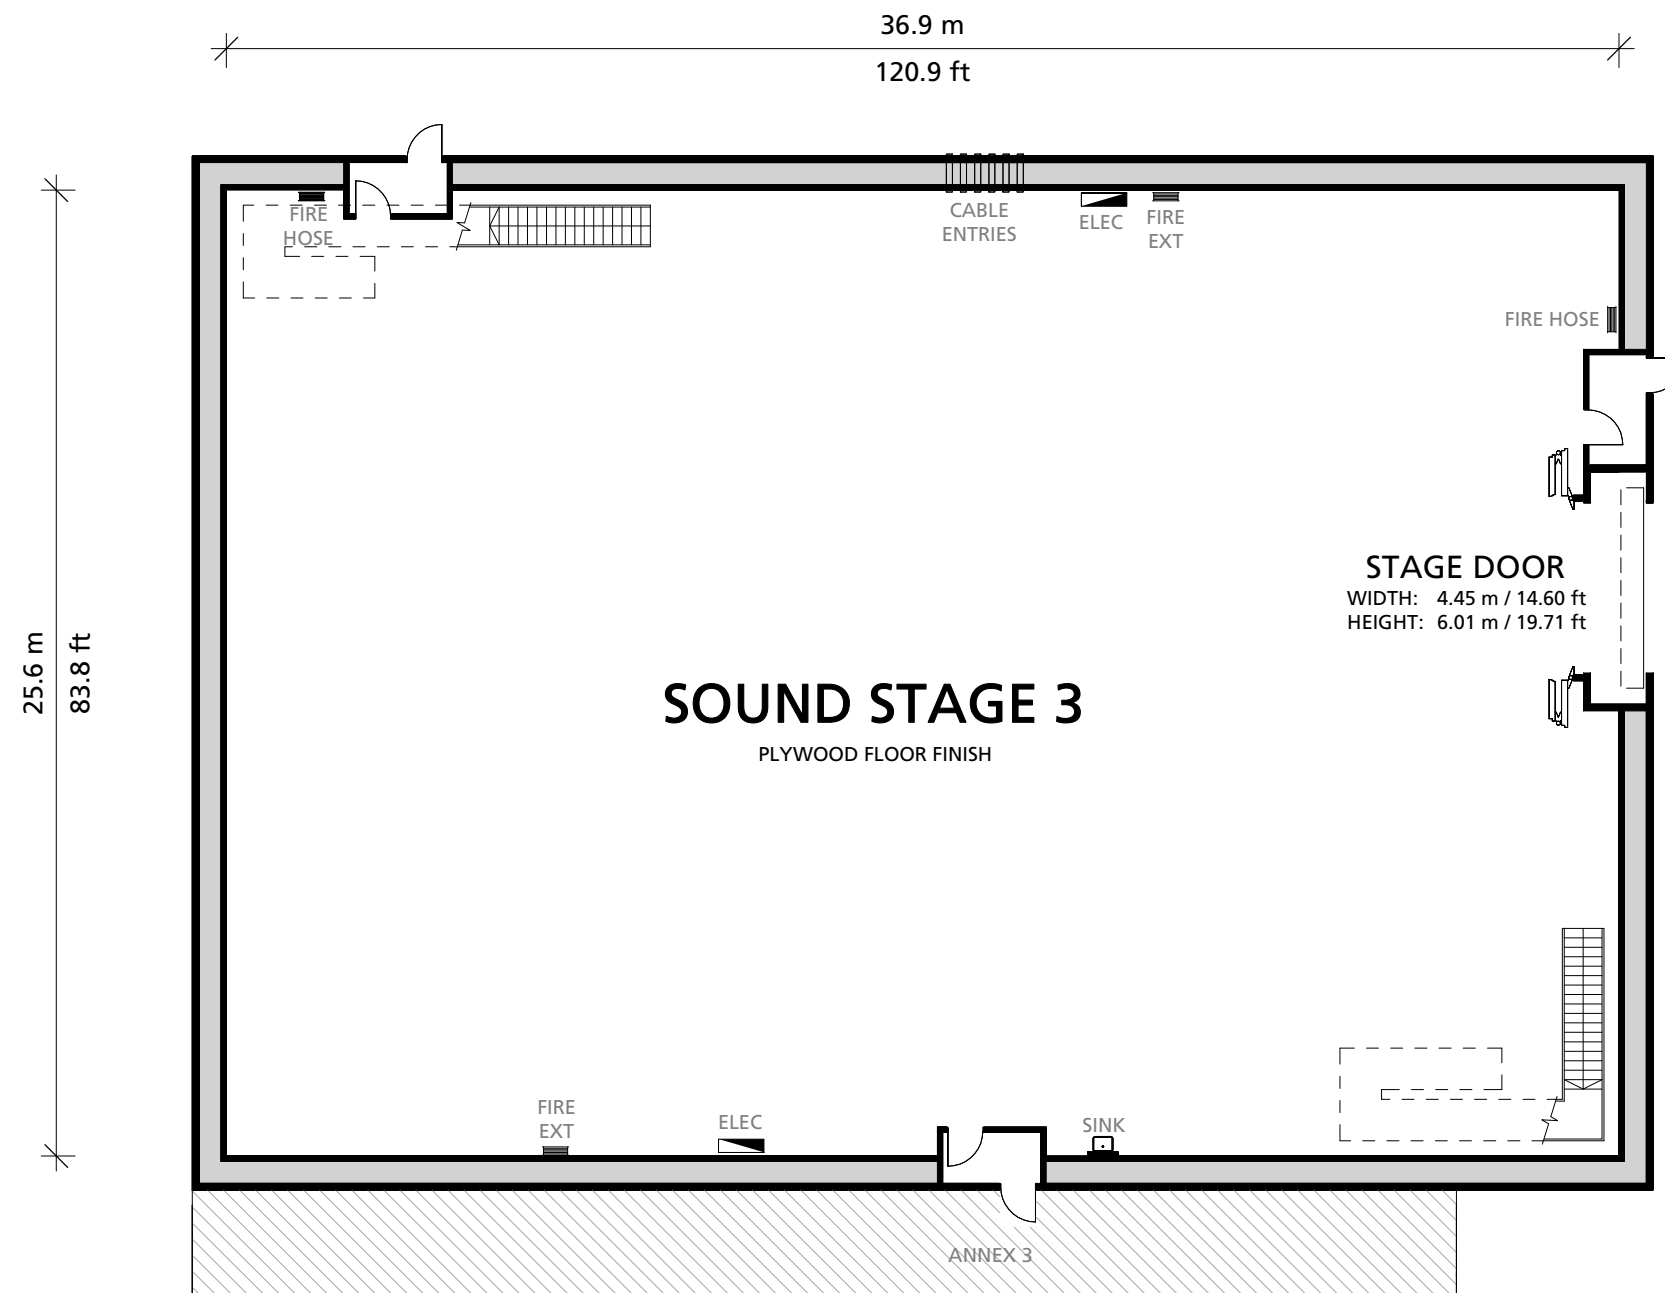 36.9 m
120.9 ft
FIRE
HOSE
CABLE
ENTRIES
ELEC
FIRE
EXT
FIRE HOSE
STAGE DOOR
WIDTH: 4.45 m / 14.60 ft
HEIGHT: 6.01 m / 19.71 ft
25.6 m
83.8 ft
SOUND STAGE 3
PLYWOOD FLOOR FINISH
FIRE
EXT
ELEC
SINK
ANNEX 3